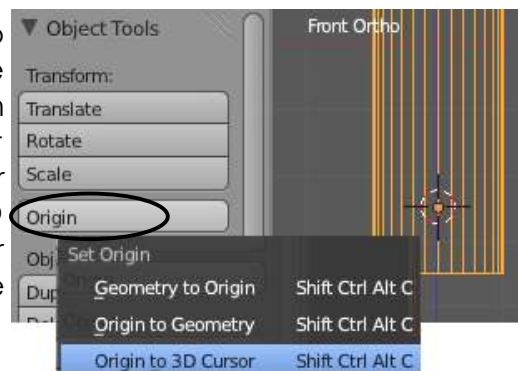 Object Tools
Front Ortho
Transform:
Translate
Rotate
Scale
Origin
Set Origin
Geometry to Origin Shift Ctrl Alt C
Origin to Geometry Shift Ctrl Alt C
Origin to 3D Cursor Shift Ctrl Alt C